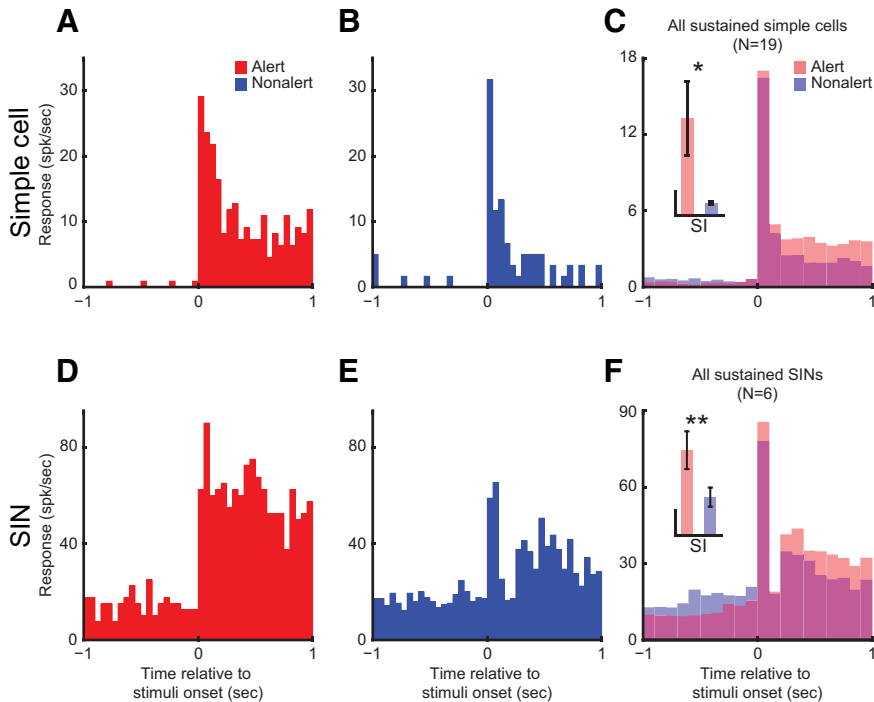 A
B
C
All sustained simple cells
(N=19)
Simple cell
Response (spk/sec)
30
20
10
0
Alert
Nonalert
−1
0
1
30
20
10
0
−1
0
1
18
12
6
0
*
SI
Alert
Nonalert
−1
0
1
D
E
F
All sustained SINs
(N=6)
SIN
Response (spk/sec)
80
40
0
−1
0
1
Time relative to
stimuli onset (sec)
80
40
0
−1
0
1
Time relative to
stimuli onset (sec)
90
60
30
0
**
SI
−1
0
1
Time relative to
stimuli onset (sec)